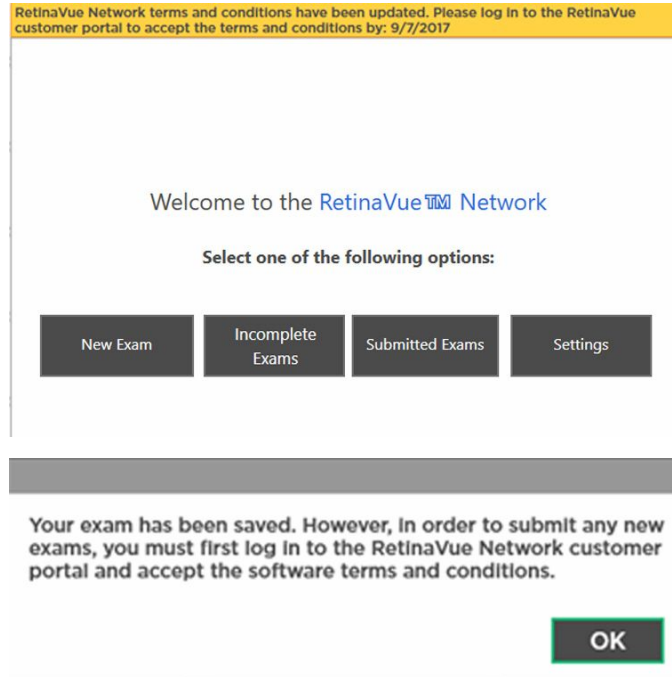 RetinaVue Network terms and conditions have been updated. Please log in to the RetinaVue
customer portal to accept the terms and conditions by: 9/7/2017
Welcome to the RetinaVue™ Network
Select one of the following options:
New Exam
Incomplete
Exams
Submitted Exams
Settings
Your exam has been saved. However, in order to submit any new
exams, you must first log in to the RetinaVue Network customer
portal and accept the software terms and conditions.
OK